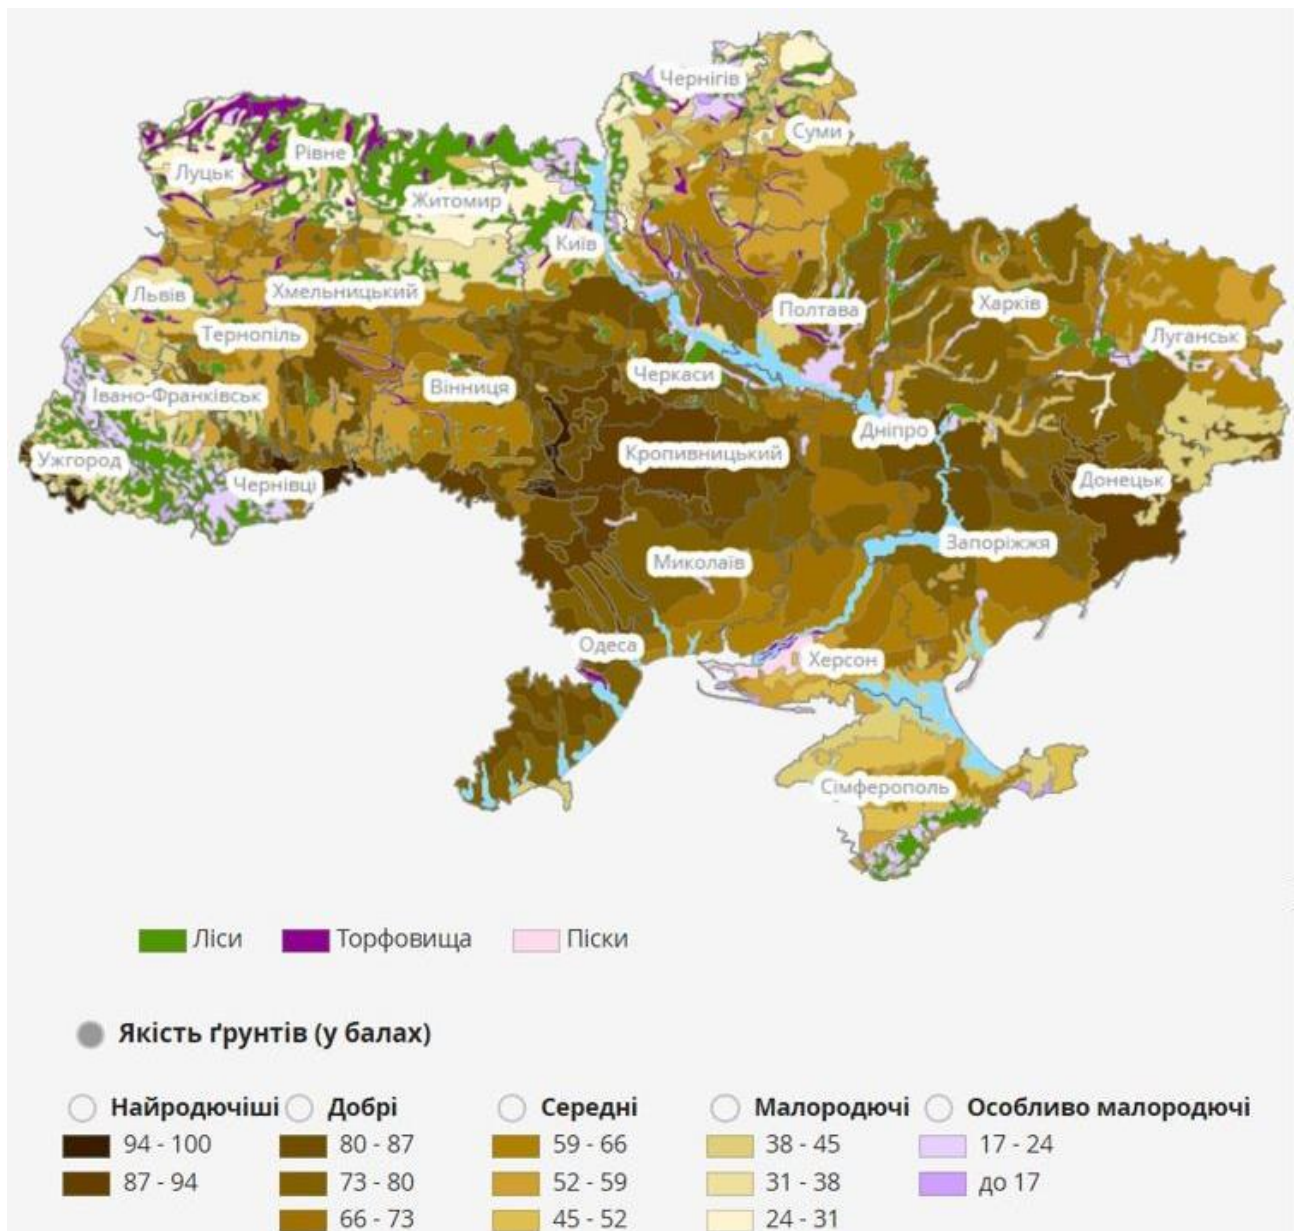 Чернігів
Суми
Рівне
Луцьк
Житомир
Київ
Львів
Хмельницький
Полтава
Харків
Тернопіль
Луганськ
Черкаси
Вінниця
Івано-Франківськ
Дніпро
Кропивницький
Ужгород
Чернівці
Донецьк
Запоріжжя
Миколаїв
Одеса
Херсон
Сімферополь
Ліси Торфовища Піски
Якість ґрунтів (у балах)
Найродючіші Добрі Середні Малородючі Особливо малородючі
94 - 100 80 - 87 59 - 66 38 - 45 17 - 24
87 - 94 73 - 80 52 - 59 31 - 38 до 17
66 - 73 45 - 52 24 - 31